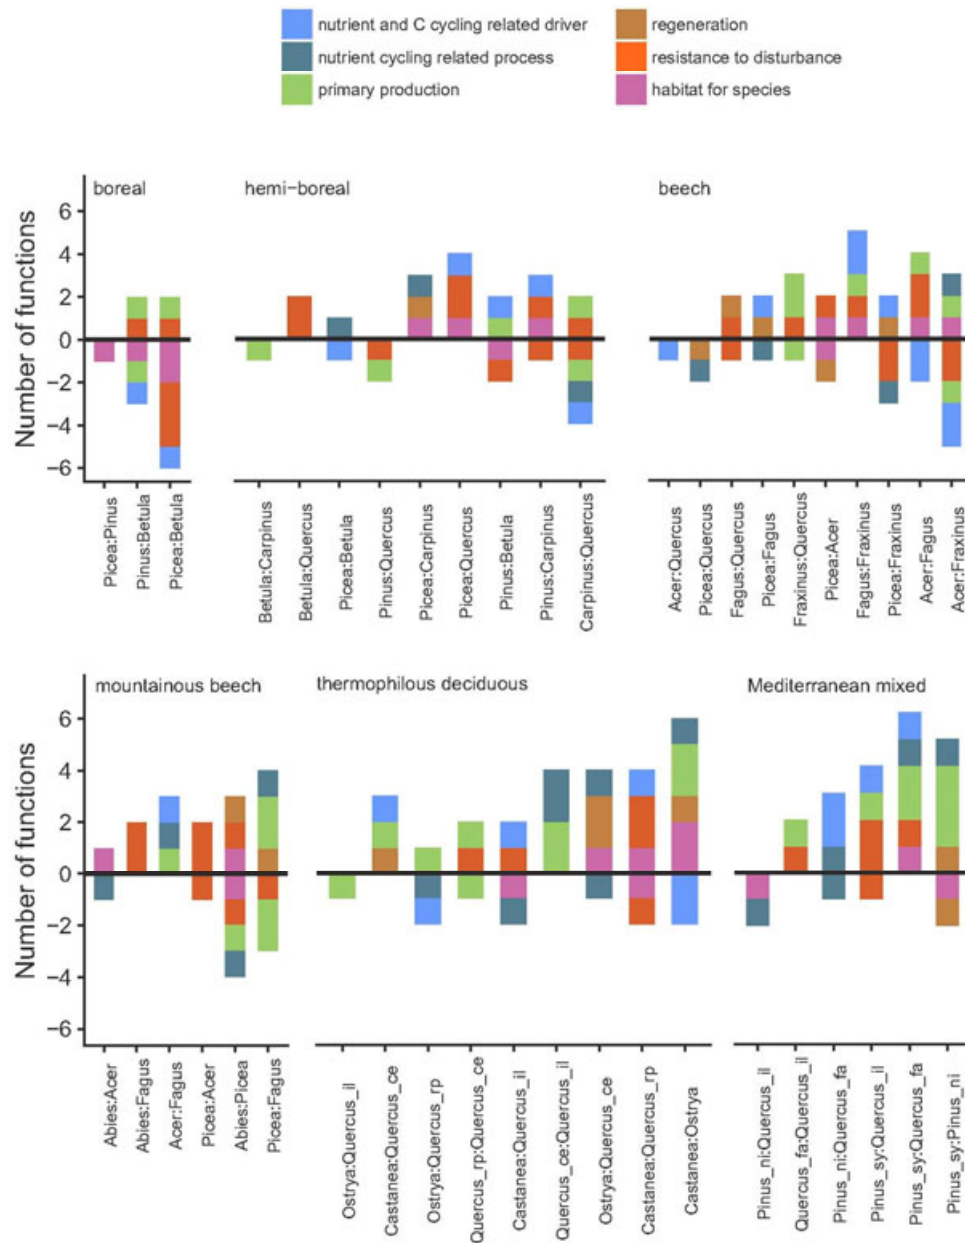 nutrient and C cycling related driver
nutrient cycling related process
primary production
regeneration
resistance to disturbance
habitat for species
boreal
hemi-boreal
beech
Number of functions
6
4
2
0
-2
-4
-6
Picea:Pinus
Pinus:Betula
Picea:Betula
Betula:Carpinus
Betula:Quercus
Picea:Betula
Pinus:Quercus
Picea:Carpinus
Picea:Quercus
Pinus:Betula
Pinus:Carpinus
Carpinus:Quercus
Acer:Quercus
Picea:Quercus
Fagus:Quercus
Picea:Fagus
Fraxinus:Quercus
Picea:Acer
Fagus:Fraxinus
Picea:Fraxinus
Acer:Fagus
Acer:Fraxinus
mountainous beech
thermophilous deciduous
Mediterranean mixed
Number of functions
6
4
2
0
-2
-4
-6
Abies:Acer
Abies:Fagus
Acer:Fagus
Picea:Acer
Abies:Picea
Picea:Fagus
Ostrya:Quercus_il
Castanea:Quercus_ce
Ostrya:Quercus_rp
Quercus_rp:Quercus_ce
Castanea:Quercus_il
Quercus_ce:Quercus_il
Ostrya:Quercus_ce
Castanea:Quercus_rp
Castanea:Ostrya
Pinus_ni:Quercus_il
Quercus_fa:Quercus_il
Pinus_ni:Quercus_fa
Pinus_sy:Quercus_il
Pinus_sy:Quercus_fa
Pinus_sy:Pinus_ni